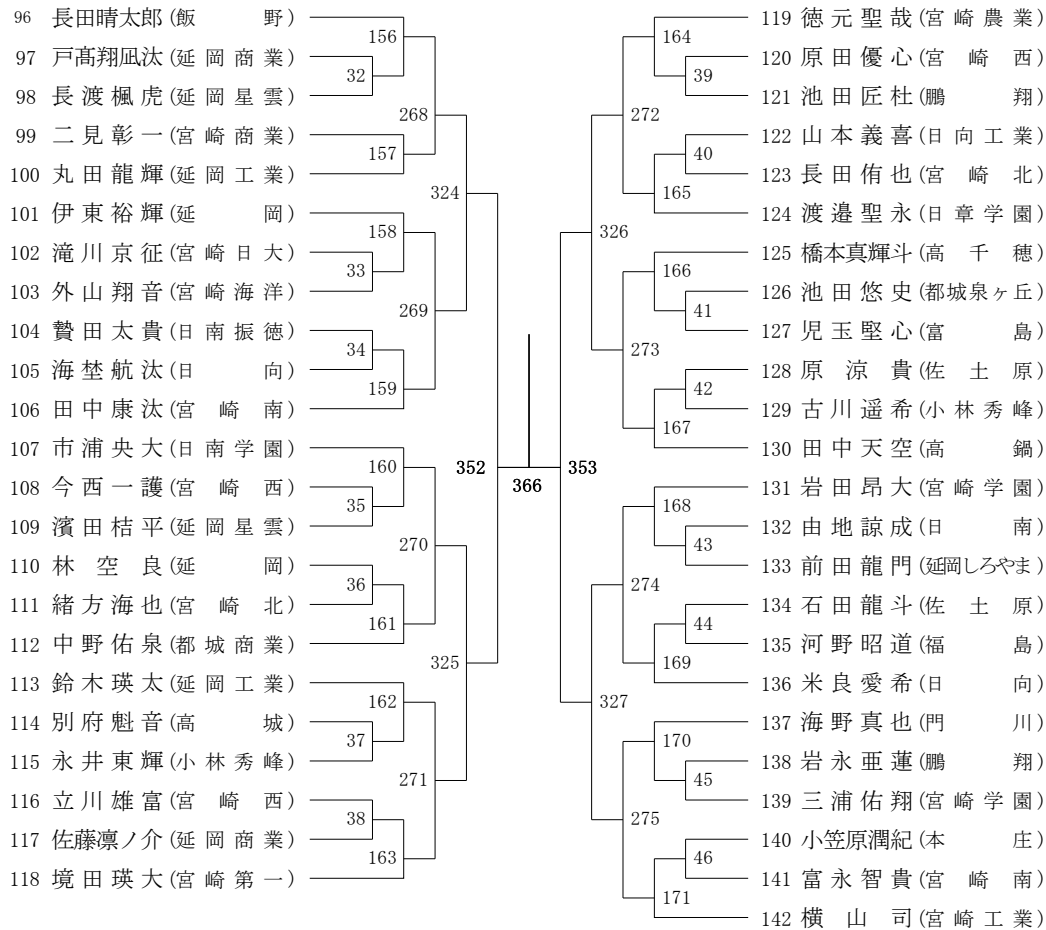 96 長田晴太郎(飯野)
97 戸髙翔凪汰(延岡商業)
98 長渡楓虎(延岡星雲)
99 二見彰一(宮崎商業)
100 丸田龍輝(延岡工業)
101 伊東裕輝(延岡)
102 滝川京征(宮崎日大)
103 外山翔音(宮崎海洋)
104 贄田太貴(日南振徳)
105 海埜航汰(日向)
106 田中康汰(宮崎南)
107 市浦央大(日南学園)
108 今西一護(宮崎西)
109 濱田桔平(延岡星雲)
110 林空良(延岡)
111 緒方海也(宮崎北)
112 中野佑泉(都城商業)
113 鈴木瑛太(延岡工業)
114 別府魁音(高城)
115 永井東輝(小林秀峰)
116 立川雄富(宮崎西)
117 佐藤凛ノ介(延岡商業)
118 境田瑛大(宮崎第一)
156
32
268
157
324
158
33
269
34
159
160
35
270
36
161
325
162
37
271
38
163
352
366
353
164
39
272
40
165
326
166
41
273
42
167
168
43
274
44
169
327
170
45
275
46
171
119 徳元聖哉(宮崎農業)
120 原田優心(宮崎西)
121 池田匠杜(鵬翔)
122 山本義喜(日向工業)
123 長田侑也(宮崎北)
124 渡邉聖永(日章学園)
125 橋本真輝斗(高千穂)
126 池田悠史(都城泉ヶ丘)
127 児玉堅心(富島)
128 原涼貴(佐土原)
129 古川遥希(小林秀峰)
130 田中天空(高鍋)
131 岩田昂大(宮崎学園)
132 由地諒成(日南)
133 前田龍門(延岡しろやま)
134 石田龍斗(佐土原)
135 河野昭道(福島)
136 米良愛希(日向)
137 海野真也(門川)
138 岩永亜蓮(鵬翔)
139 三浦佑翔(宮崎学園)
140 小笠原潤紀(本庄)
141 富永智貴(宮崎南)
142 横山司(宮崎工業)